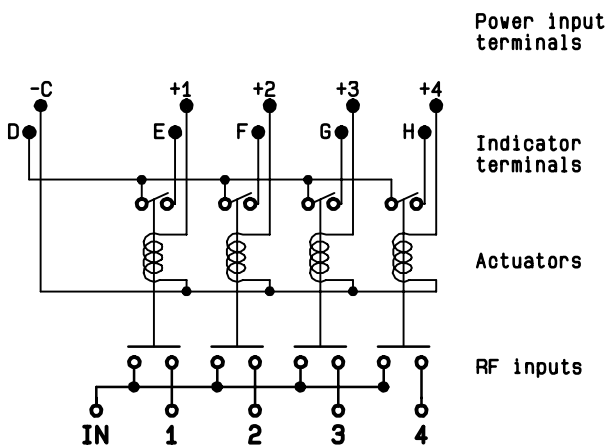 Power input
terminals
-C +1 +2 +3 +4
D E F G H
Indicator
terminals
Actuators
RF inputs
IN 1 2 3 4